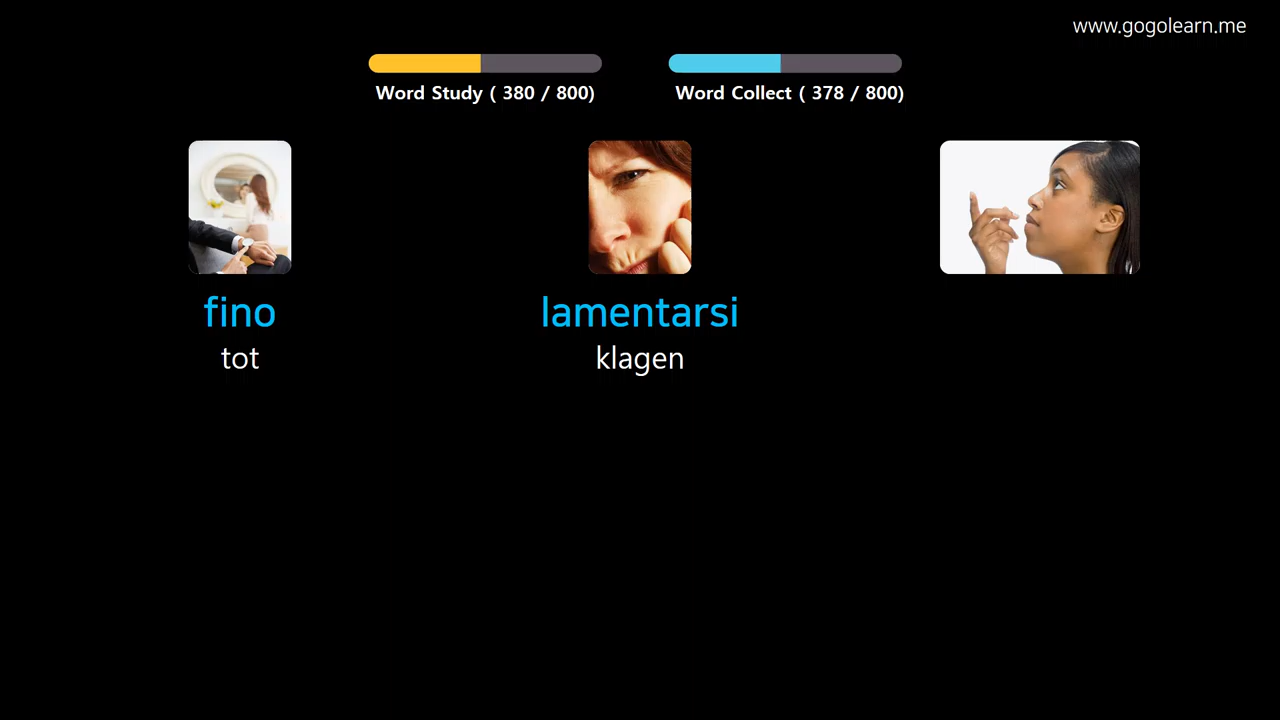 www.gogolearn.me
Word Study ( 380 / 800)
Word Collect ( 378 / 800)
fino
lamentarsi
tot
klagen